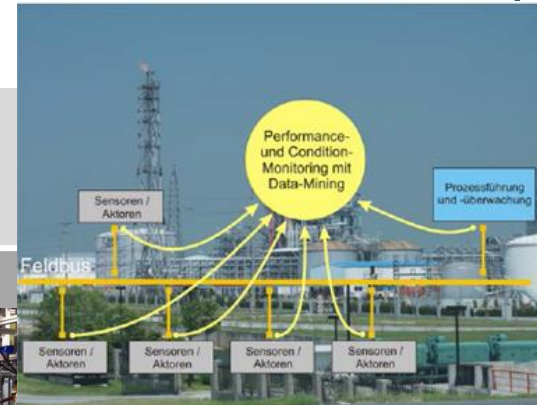 Performance-
und Condition-
Monitoring mit
Data-Mining
Sensoren /
Aktoren
Prozessführung
und -überwachung
Feldbus
Sensoren /
Aktoren
Sensoren /
Aktoren
Sensoren /
Aktoren
Sensoren /
Aktoren